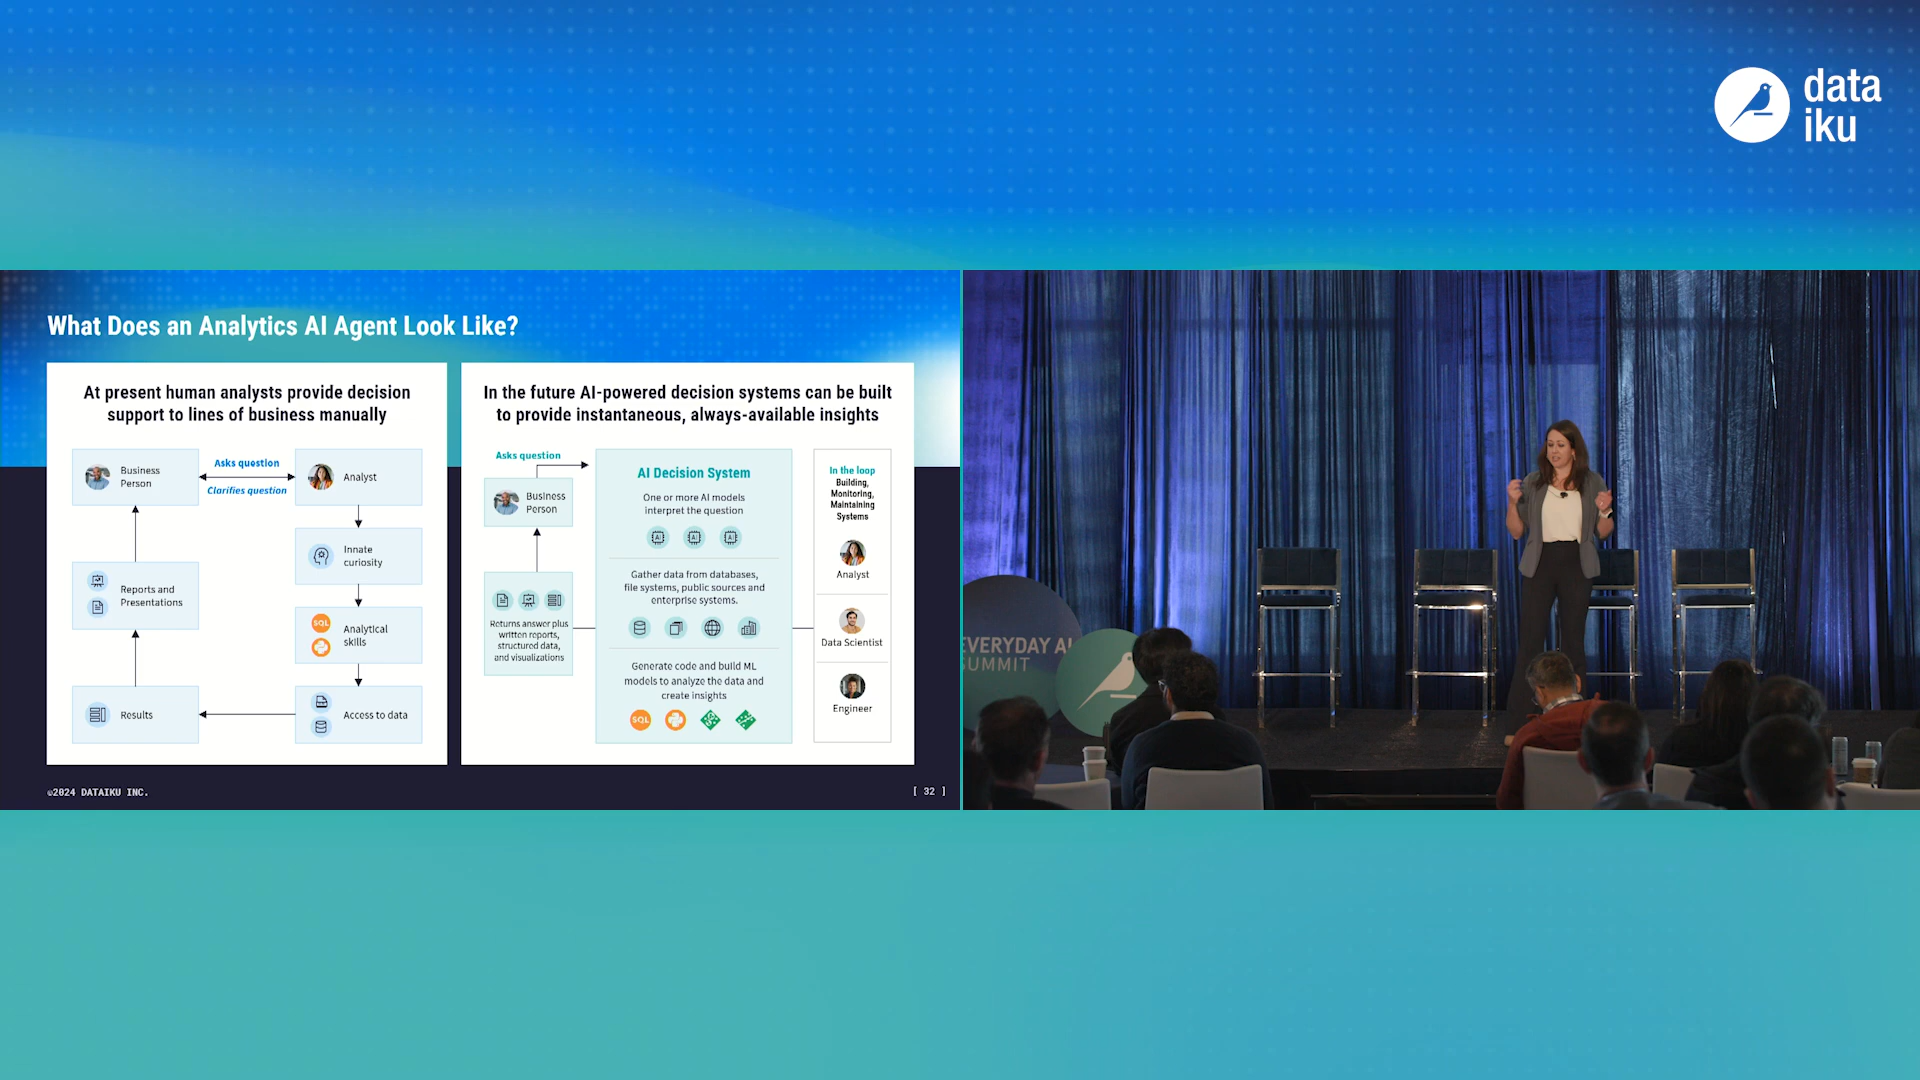 data
iku
What Does an Analytics AI Agent Look Like?
At present human analysts provide decision
support to lines of business manually
Business
Person
Asks question
Clarifies question
Analyst
Innate
curiosity
Reports and
Presentations
SQL
Analytical
skills
Results
Access to data
In the future AI-powered decision systems can be built
to provide instantaneous, always-available insights
Asks question
Business
Person
Returns answer plus
written reports,
structured data,
and visualizations
AI Decision System
One or more AI models
interpret the question
AI
AI
AI
Gather data from databases,
file systems, public sources and
enterprise systems.
Generate code and build ML
models to analyze the data and
create insights
SQL
In the loop
Building,
Monitoring,
Maintaining
Systems
Analyst
Data Scientist
Engineer
©2024 DATAIKU INC.
[ 32 ]
EVERYDAY AI
SUMMIT